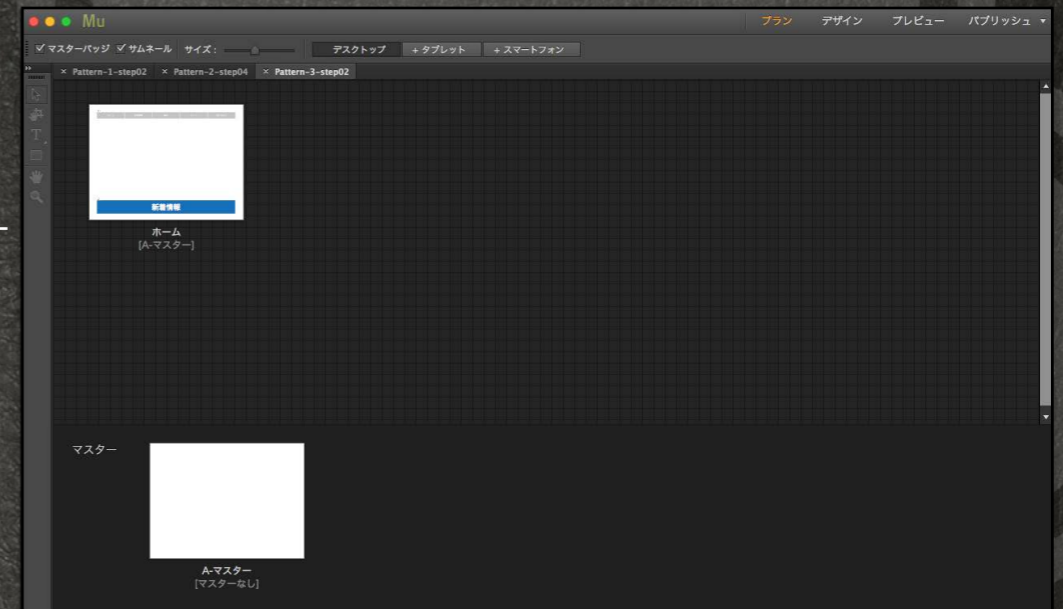 Mu
プラン デザイン プレビュー パブリッシュ
マスターバッジ サムネール サイズ： デスクトップ + タブレット + スマートフォン
× Pattern-1-step02 × Pattern-2-step04 × Pattern-3-step02
新着情報
ホーム
[A-マスター]
マスター
A-マスター
[マスターなし]